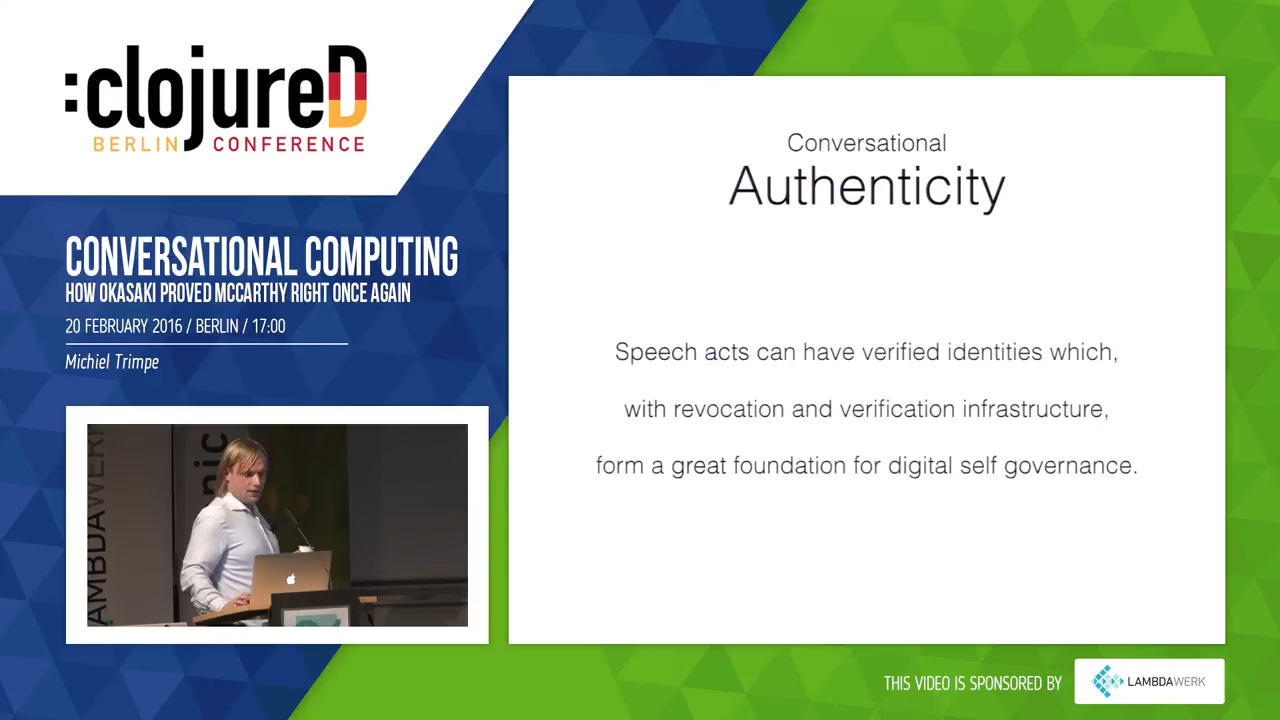 :clojureD
BERLIN CONFERENCE
CONVERSATIONAL COMPUTING
HOW OKASAKI PROVED MCCARTHY RIGHT ONCE AGAIN
20 FEBRUARY 2016 / BERLIN / 17:00
Michiel Trimpe
AMBDAWER
nic
Conversational
Authenticity
Speech acts can have verified identities which,
with revocation and verification infrastructure,
form a great foundation for digital self governance.
THIS VIDEO IS SPONSORED BY
LAMBDAWERK